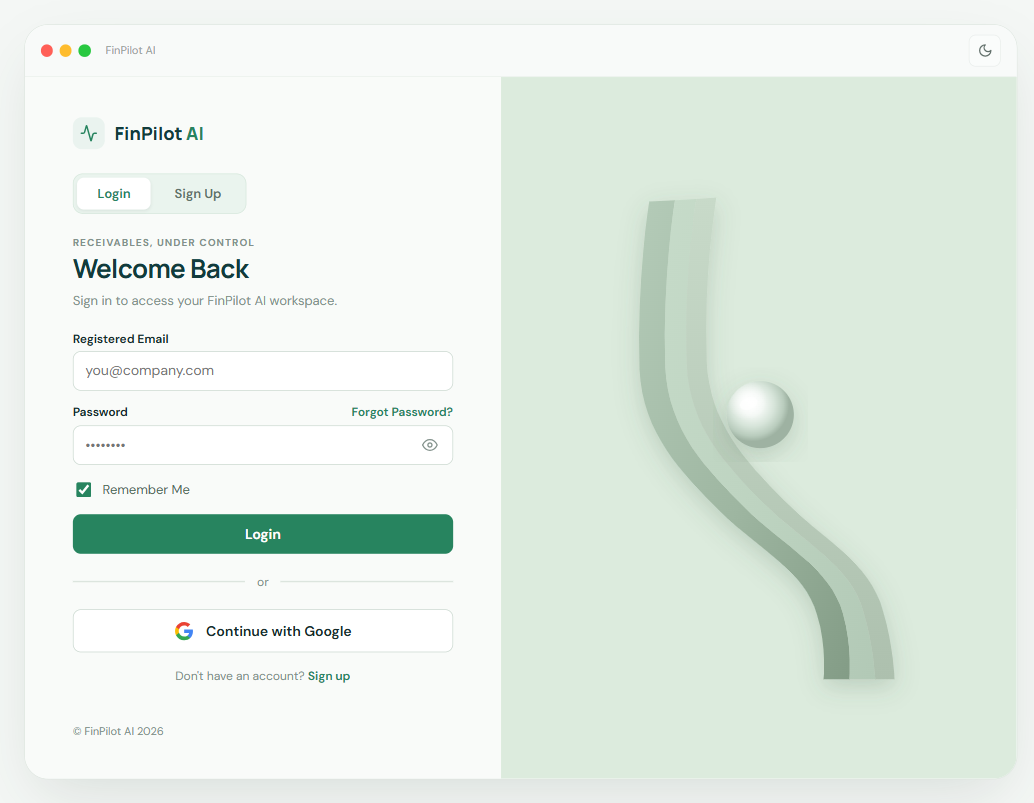 FinPilot AI
FinPilot AI
Login Sign Up
RECEIVABLES, UNDER CONTROL
Welcome Back
Sign in to access your FinPilot AI workspace.
Registered Email
you@company.com
Password Forgot Password?
••••••••
Remember Me
Login
or
Continue with Google
Don't have an account? Sign up
© FinPilot AI 2026